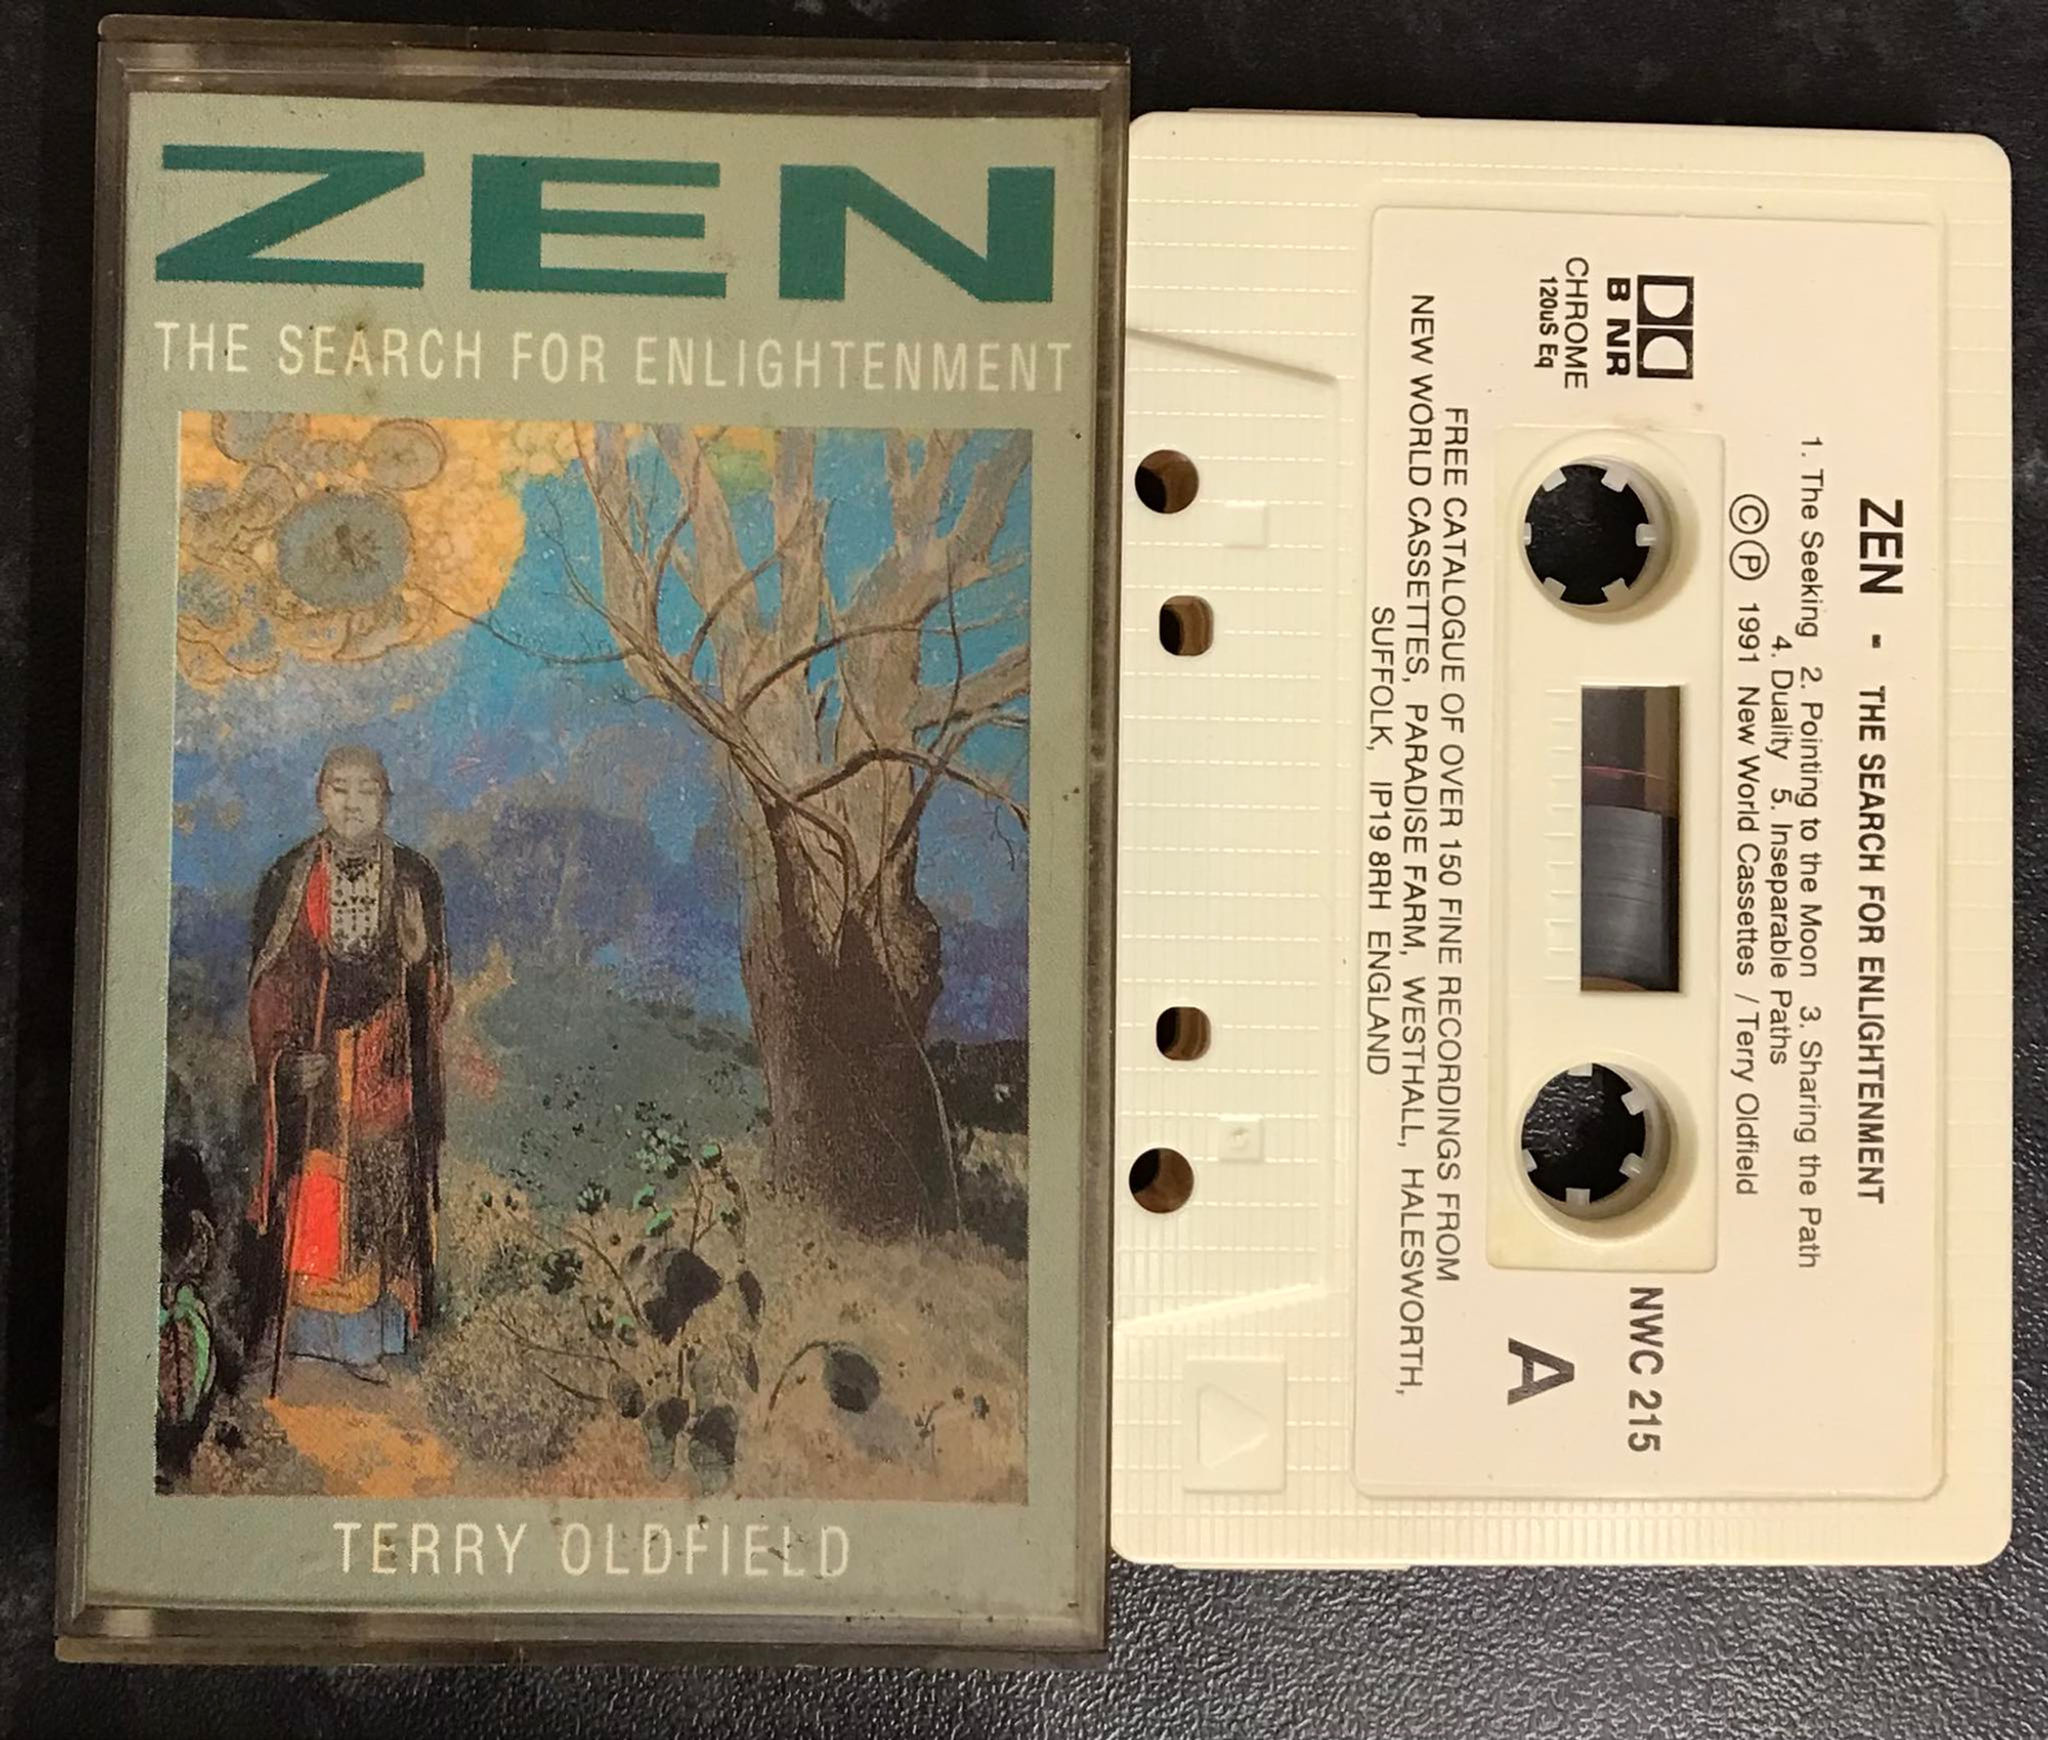 ZEN
THE SEARCH FOR ENLIGHTENMENT
TERRY OLDFIELD
ZEN - THE SEARCH FOR ENLIGHTENMENT
1. The Seeking 2. Pointing to the Moon 3. Sharing the Path
4. Duality 5. Inseparable Paths
©℗ 1991 New World Cassettes / Terry Oldfield
B NR
CHROME
120uS Eq
NWC 215
A
FREE CATALOGUE OF OVER 150 FINE RECORDINGS FROM
NEW WORLD CASSETTES, PARADISE FARM, WESTHALL, HALESWORTH,
SUFFOLK, IP19 8RH ENGLAND